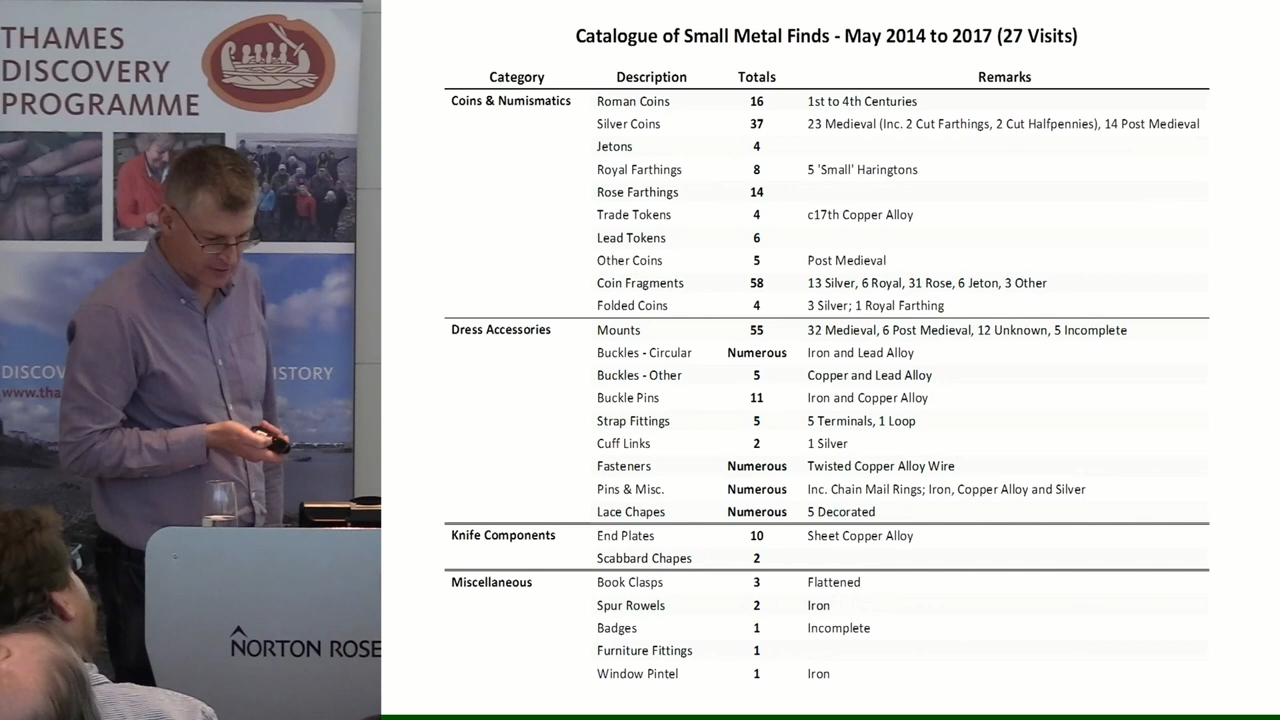 THAMES
DISCOVERY
PROGRAMME
DISCOV
ISTORY
www.tha
NORTON ROSE
Catalogue of Small Metal Finds - May 2014 to 2017 (27 Visits)
Category Description Totals Remarks
Coins & Numismatics Roman Coins 16 1st to 4th Centuries
Silver Coins 37 23 Medieval (Inc. 2 Cut Farthings, 2 Cut Halfpennies), 14 Post Medieval
Jetons 4
Royal Farthings 8 5 'Small' Haringtons
Rose Farthings 14
Trade Tokens 4 c17th Copper Alloy
Lead Tokens 6
Other Coins 5 Post Medieval
Coin Fragments 58 13 Silver, 6 Royal, 31 Rose, 6 Jeton, 3 Other
Folded Coins 4 3 Silver; 1 Royal Farthing
Dress Accessories Mounts 55 32 Medieval, 6 Post Medieval, 12 Unknown, 5 Incomplete
Buckles - Circular Numerous Iron and Lead Alloy
Buckles - Other 5 Copper and Lead Alloy
Buckle Pins 11 Iron and Copper Alloy
Strap Fittings 5 5 Terminals, 1 Loop
Cuff Links 2 1 Silver
Fasteners Numerous Twisted Copper Alloy Wire
Pins & Misc. Numerous Inc. Chain Mail Rings; Iron, Copper Alloy and Silver
Lace Chapes Numerous 5 Decorated
Knife Components End Plates 10 Sheet Copper Alloy
Scabbard Chapes 2
Miscellaneous Book Clasps 3 Flattened
Spur Rowels 2 Iron
Badges 1 Incomplete
Furniture Fittings 1
Window Pintel 1 Iron